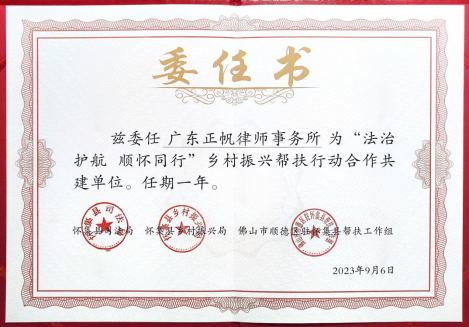 委任书
兹委任 广东正帆律师事务所 为“法治
护航 顺怀同行”乡村振兴帮扶行动合作共
建单位。任期一年。
怀集县司法局 怀集县乡村振兴局 佛山市顺德区驻怀集县帮扶工作组
2023年9月6日